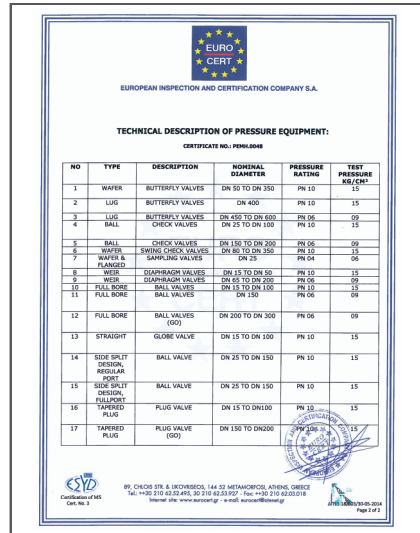 EURO
CERT
EUROPEAN INSPECTION AND CERTIFICATION COMPANY S.A.
TECHNICAL DESCRIPTION OF PRESSURE EQUIPMENT:
CERTIFICATE NO.: PEMH.0048
NO TYPE DESCRIPTION NOMINAL DIAMETER PRESSURE RATING TEST PRESSURE KG/CM²
1 WAFER BUTTERFLY VALVES DN 50 TO DN 350 PN 10 15
2 LUG BUTTERFLY VALVES DN 400 PN 10 15
3 LUG BUTTERFLY VALVES DN 450 TO DN 600 PN 06 09
4 BALL CHECK VALVES DN 25 TO DN 100 PN 10 15
5 BALL CHECK VALVES DN 150 TO DN 200 PN 06 09
6 WAFER SWING CHECK VALVES DN 80 TO DN 350 PN 10 15
7 WAFER & FLANGED SAMPLING VALVES DN 25 PN 04 06
8 WEIR DIAPHRAGM VALVES DN 15 TO DN 50 PN 10 15
9 WEIR DIAPHRAGM VALVES DN 65 TO DN 200 PN 06 09
10 FULL BORE BALL VALVES DN 15 TO DN 100 PN 10 15
11 FULL BORE BALL VALVES DN 150 PN 06 09
12 FULL BORE BALL VALVES (GO) DN 200 TO DN 300 PN 06 09
13 STRAIGHT GLOBE VALVE DN 15 TO DN 100 PN 10 15
14 SIDE SPLIT DESIGN, REGULAR PORT BALL VALVE DN 25 TO DN 150 PN 10 15
15 SIDE SPLIT DESIGN, FULLPORT BALL VALVE DN 25 TO DN 150 PN 10 15
16 TAPERED PLUG PLUG VALVE DN 15 TO DN100 PN 10 15
17 TAPERED PLUG PLUG VALVE (GO) DN 150 TO DN200 PN 10 15
ESYD
Certification of MS
Cert. No. 3
89, CHLOIS STR. & LIKOVRISEOS, 144 52 METAMORFOSI, ATHENS, GREECE
Tel.: ++30 210 62.52.495, 30 210 62.53.927 - Fax: ++30 210 62.03.018
Internet site: www.eurocert.gr - e-mail: eurocert@otenet.gr
/30-05-2014
Page 2 of 2